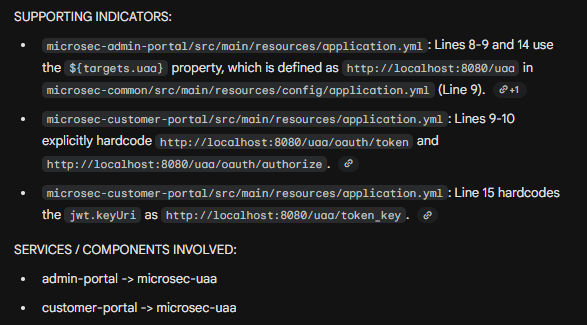 SUPPORTING INDICATORS:
• microsec-admin-portal/src/main/resources/application.yml: Lines 8-9 and 14 use
the ${targets.uaa} property, which is defined as http://localhost:8080/uaa in
microsec-common/src/main/resources/config/application.yml (Line 9). +1
• microsec-customer-portal/src/main/resources/application.yml: Lines 9-10
explicitly hardcode http://localhost:8080/uaa/oauth/token and
http://localhost:8080/uaa/oauth/authorize.
• microsec-customer-portal/src/main/resources/application.yml: Line 15 hardcodes
the jwt.keyUri as http://localhost:8080/uaa/token_key.
SERVICES / COMPONENTS INVOLVED:
• admin-portal -> microsec-uaa
• customer-portal -> microsec-uaa